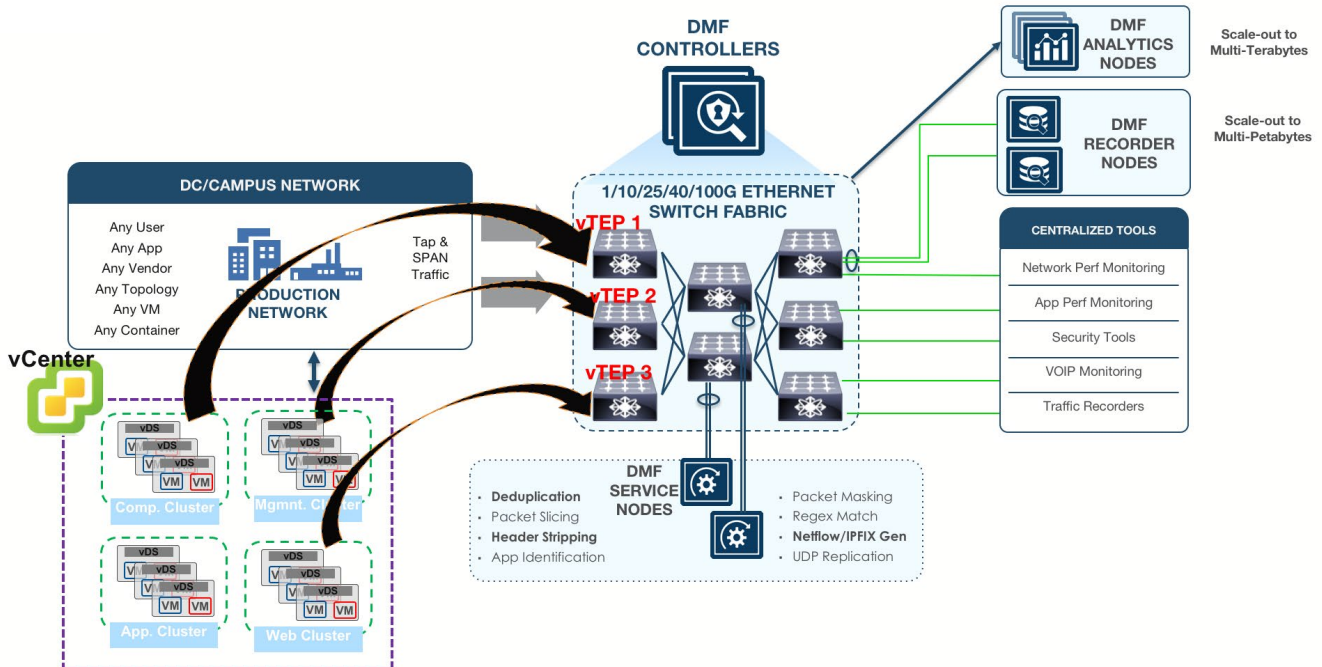 DMF
CONTROLLERS
DMF
ANALYTICS
NODES
Scale-out to
Multi-Terabytes
DMF
RECORDER
NODES
Scale-out to
Multi-Petabytes
DC/CAMPUS NETWORK
Any User
Any App
Any Vendor
Any Topology
Any VM
Any Container
PRODUCTION
NETWORK
Tap &
SPAN
Traffic
1/10/25/40/100G ETHERNET
SWITCH FABRIC
vTEP 1
vTEP 2
vTEP 3
CENTRALIZED TOOLS
Network Perf Monitoring
App Perf Monitoring
Security Tools
VOIP Monitoring
Traffic Recorders
vCenter
vDS
vDS
vDS
VM
VM
Comp. Cluster
vDS
vDS
vDS
VM
VM
Mgmnt. Cluster
vDS
vDS
VM
VM
App. Cluster
vDS
vDS
VM
VM
Web Cluster
DMF
SERVICE
NODES
• Deduplication
• Packet Slicing
• Header Stripping
• App Identification
• Packet Masking
• Regex Match
• Netflow/IPFIX Gen
• UDP Replication